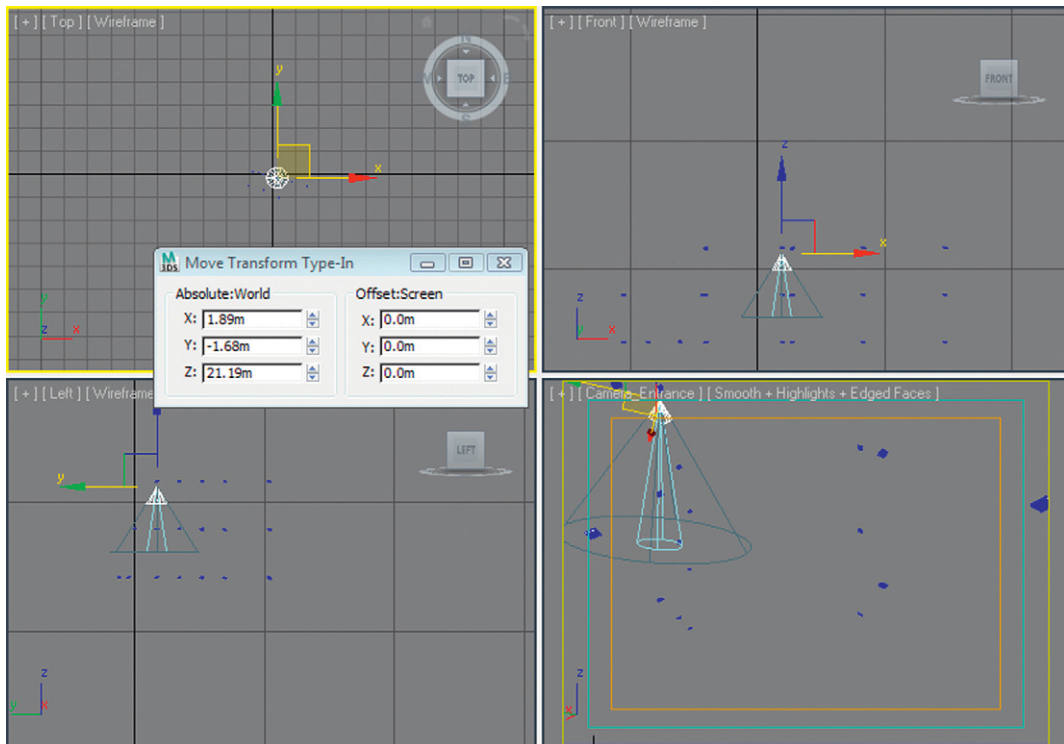 [ + ] [ Top ] [ Wireframe ]
N
TOP
E
S
y
x
y
z
x
[ + ] [ Front ] [ Wireframe ]
FRONT
z
x
z
y
x
M
3DS
Move Transform Type-In
Absolute:World
X: 1.89m
Y: -1.68m
Z: 21.19m
Offset:Screen
X: 0.0m
Y: 0.0m
Z: 0.0m
[ + ] [ Left ] [ Wireframe
LEFT
y
z
y
x
[ + ] [ Camera_Entrance ] [ Smooth + Highlights + Edged Faces ]
z
x
y